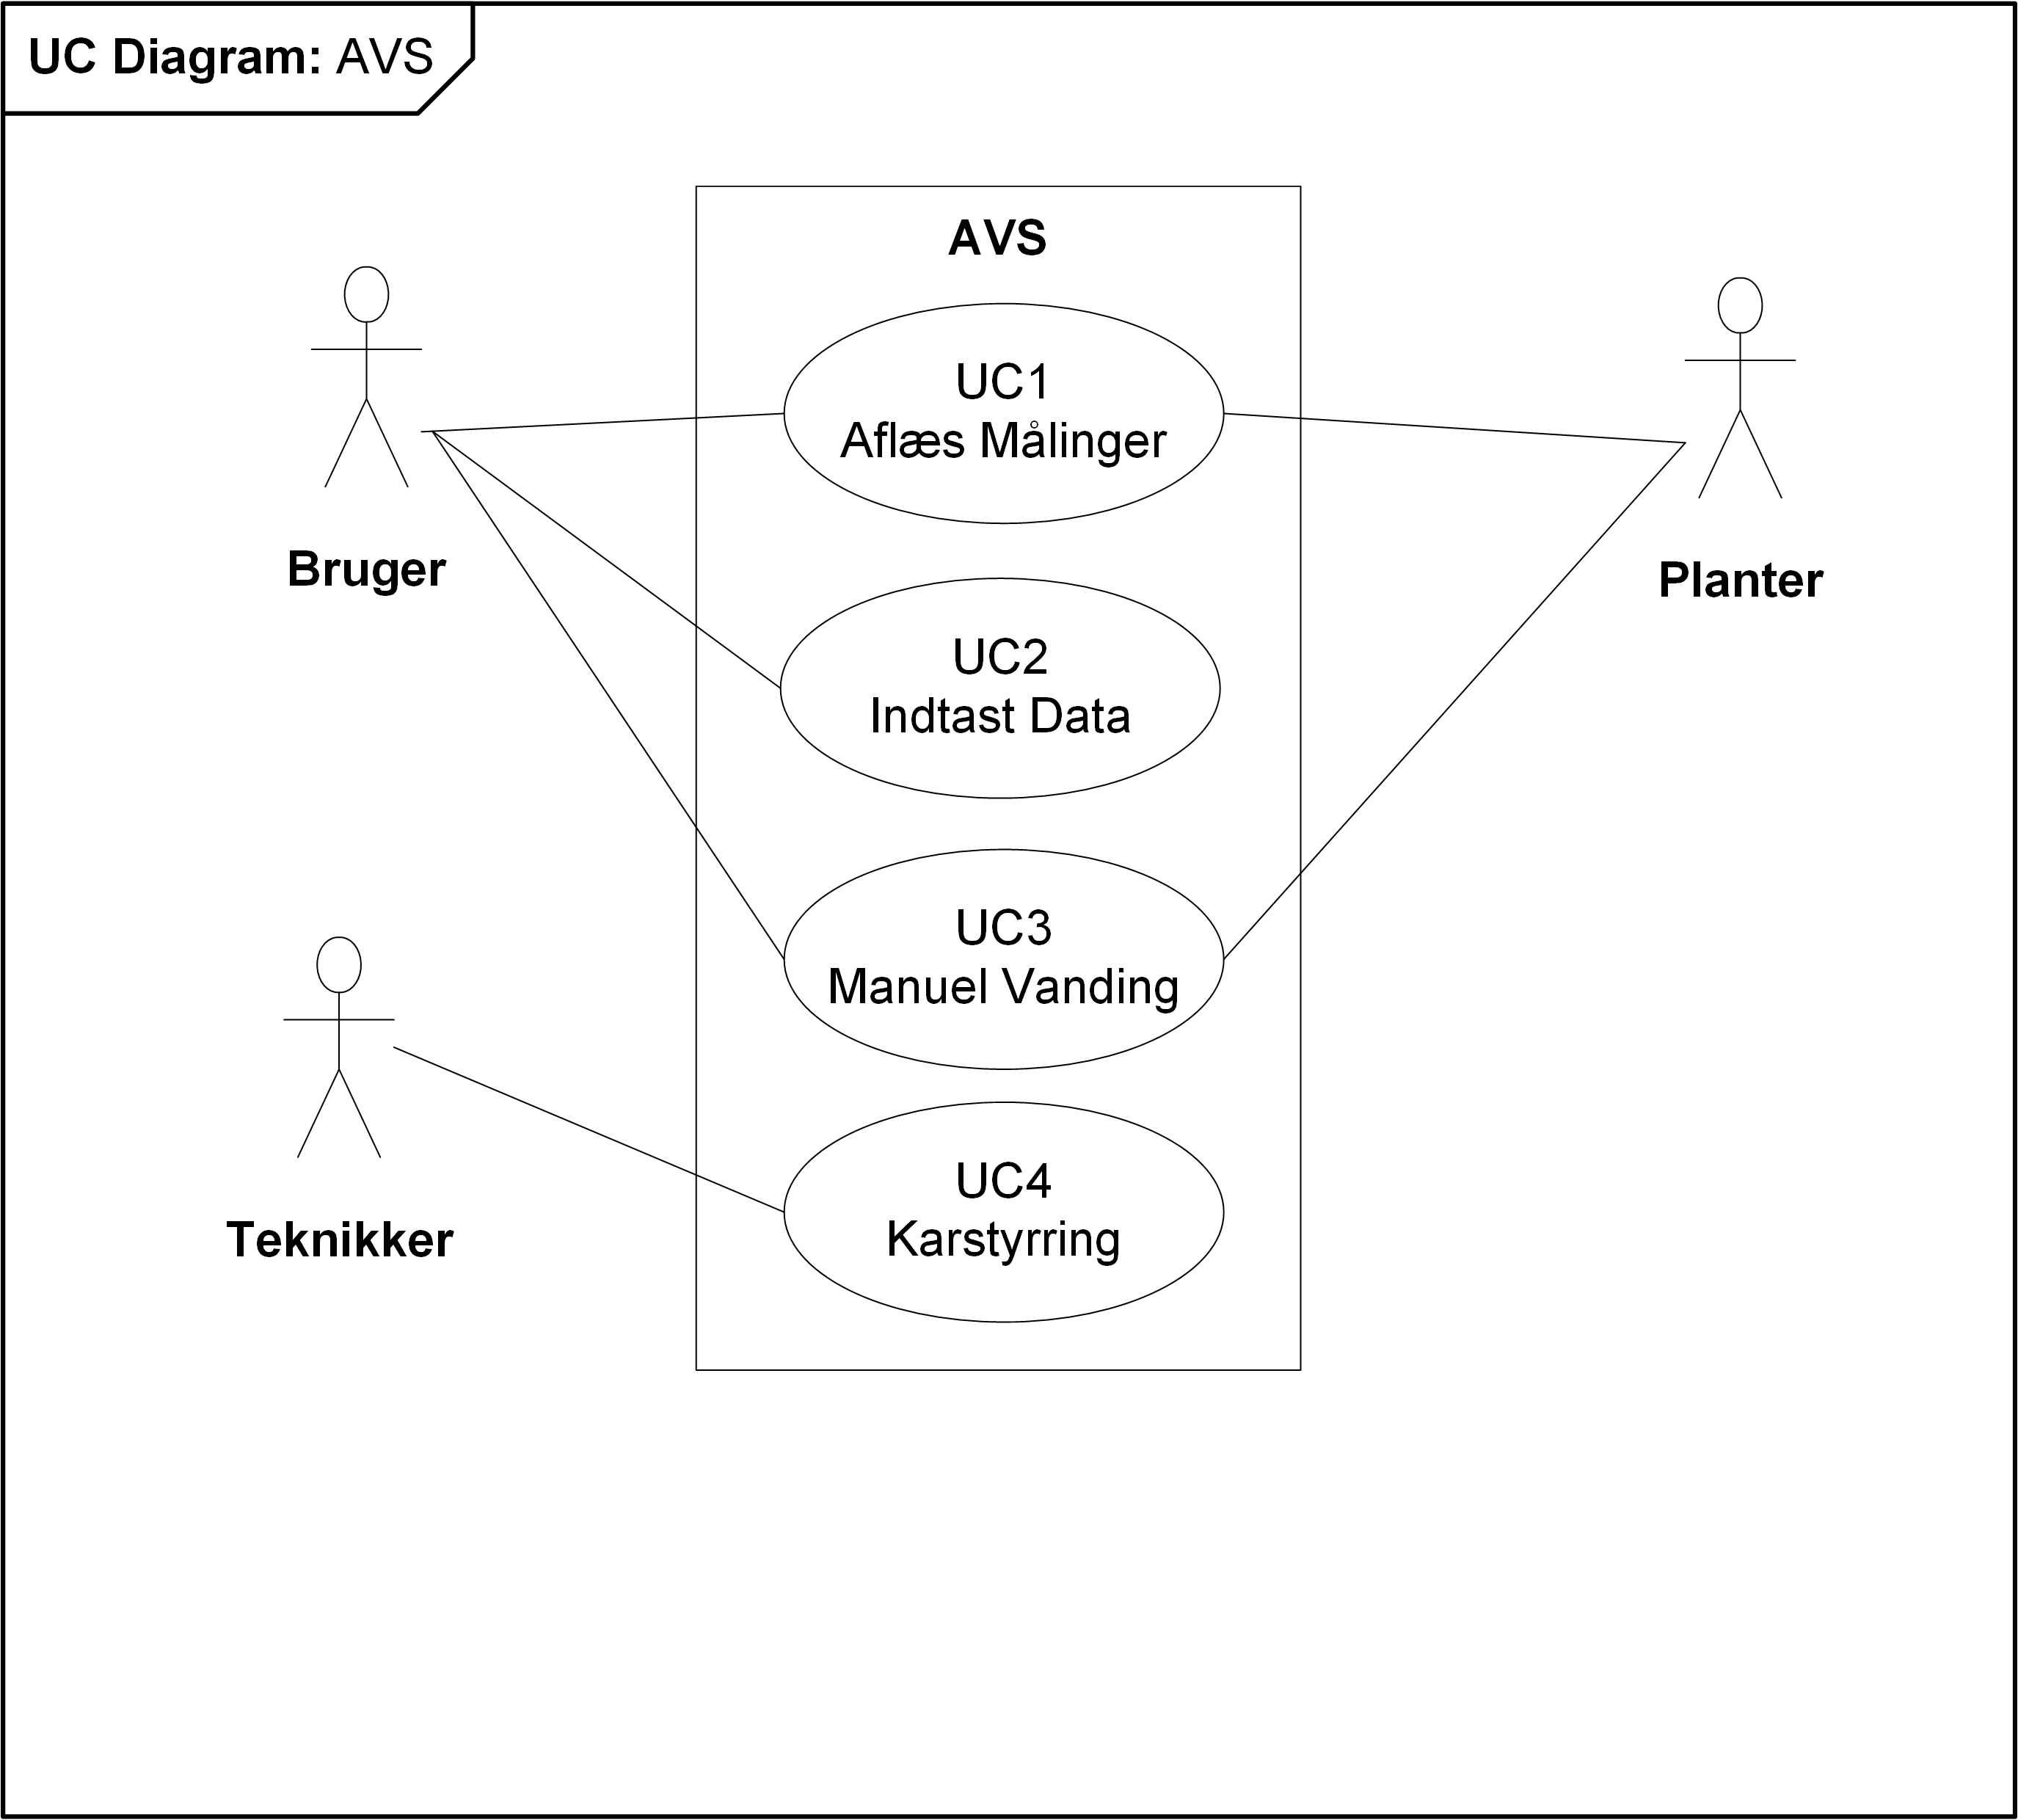 UC Diagram: AVS
AVS
UC1
Aflæs Målinger
Bruger
Planter
UC2
Indtast Data
UC3
Manuel Vanding
UC4
Karstyrring
Teknikker